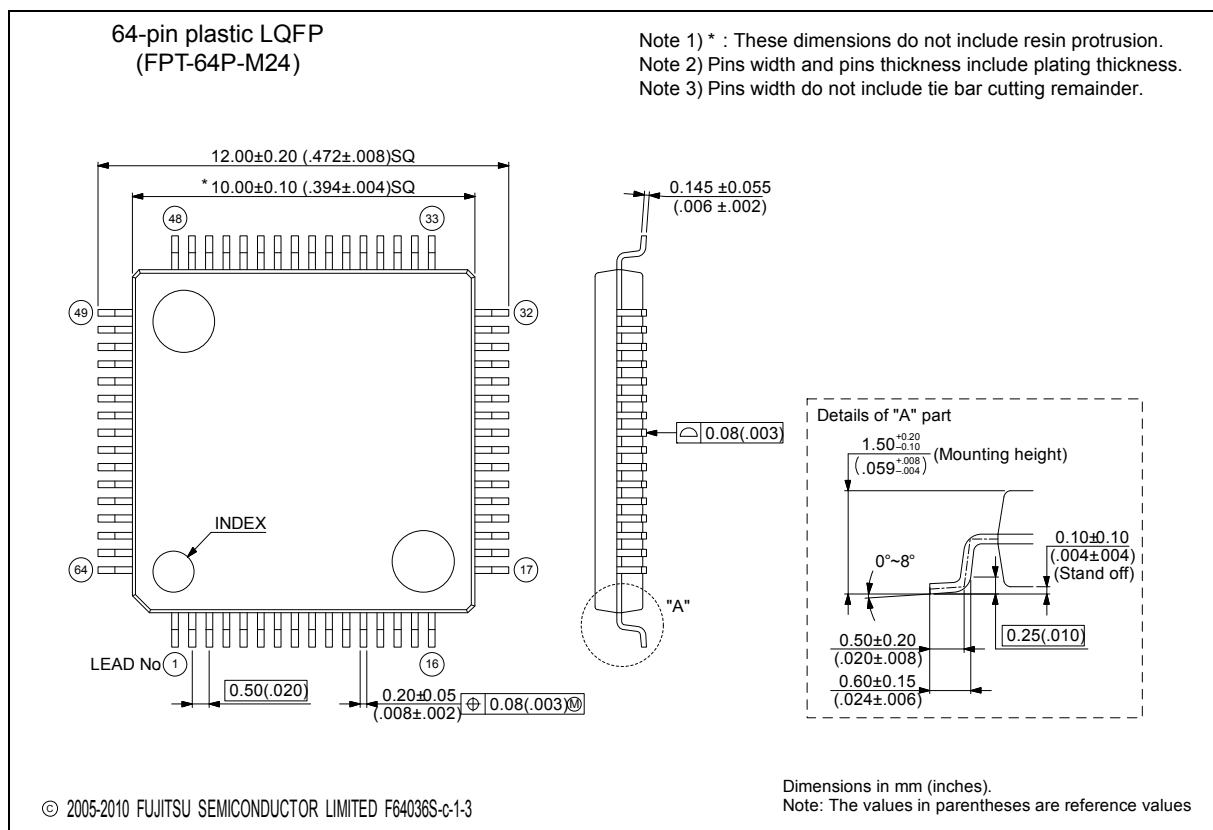 64-pin plastic LQFP
(FPT-64P-M24)
Note 1) * : These dimensions do not include resin protrusion.
Note 2) Pins width and pins thickness include plating thickness.
Note 3) Pins width do not include tie bar cutting remainder.
12.00±0.20 (.472±.008)SQ
* 10.00±0.10 (.394±.004)SQ
0.145 ±0.055
(.006 ±.002)
48
33
49
32
0.08(.003)
Details of "A" part
1.50 +0.20 −0.10
(.059 +.008 −.004)
(Mounting height)
INDEX
0.10±0.10
(.004±004)
(Stand off)
0°~8°
64
17
"A"
0.25(.010)
0.50±0.20
(.020±.008)
LEAD No 1
16
0.60±0.15
(.024±.006)
0.50(.020)
0.20±0.05
(.008±.002)
⌖ 0.08(.003)Ⓜ
Dimensions in mm (inches).
Note: The values in parentheses are reference values
© 2005-2010 FUJITSU SEMICONDUCTOR LIMITED F64036S-c-1-3